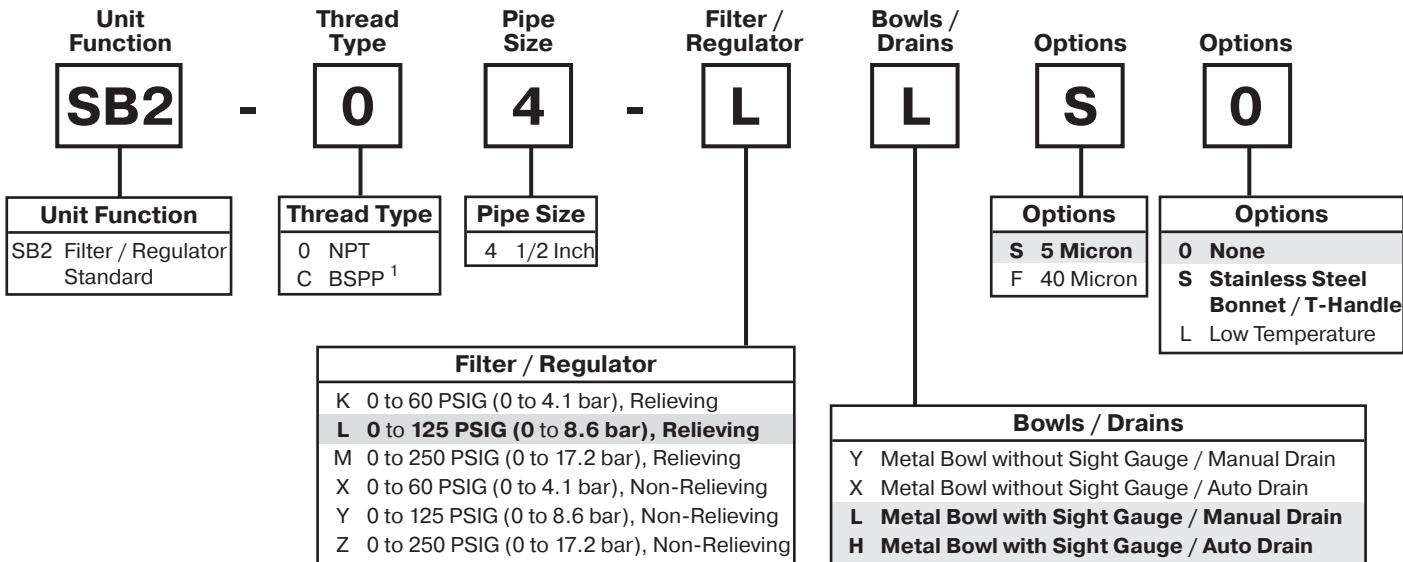 Unit Function
Thread Type
Pipe Size
Filter / Regulator
Bowls / Drains
Options
Options
SB2 - 0 4 - L L S 0
Unit Function
SB2 Filter / Regulator
Standard
Thread Type
0 NPT
C BSPP 1
Pipe Size
4 1/2 Inch
Options
S 5 Micron
F 40 Micron
Options
0 None
S Stainless Steel
Bonnet / T-Handle
L Low Temperature
Filter / Regulator
K 0 to 60 PSIG (0 to 4.1 bar), Relieving
L 0 to 125 PSIG (0 to 8.6 bar), Relieving
M 0 to 250 PSIG (0 to 17.2 bar), Relieving
X 0 to 60 PSIG (0 to 4.1 bar), Non-Relieving
Y 0 to 125 PSIG (0 to 8.6 bar), Non-Relieving
Z 0 to 250 PSIG (0 to 17.2 bar), Non-Relieving
Bowls / Drains
Y Metal Bowl without Sight Gauge / Manual Drain
X Metal Bowl without Sight Gauge / Auto Drain
L Metal Bowl with Sight Gauge / Manual Drain
H Metal Bowl with Sight Gauge / Auto Drain